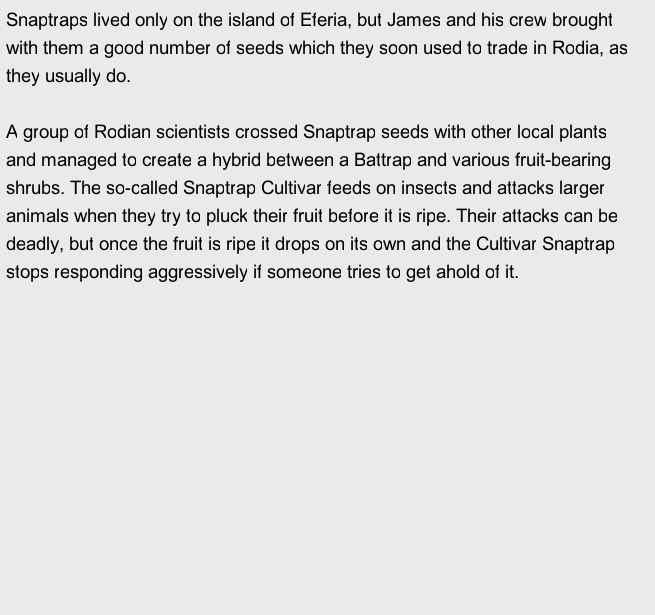 Snaptraps lived only on the island of Eferia, but James and his crew brought
with them a good number of seeds which they soon used to trade in Rodia, as
they usually do.
A group of Rodian scientists crossed Snaptrap seeds with other local plants
and managed to create a hybrid between a Battrap and various fruit-bearing
shrubs. The so-called Snaptrap Cultivar feeds on insects and attacks larger
animals when they try to pluck their fruit before it is ripe. Their attacks can be
deadly, but once the fruit is ripe it drops on its own and the Cultivar Snaptrap
stops responding aggressively if someone tries to get ahold of it.